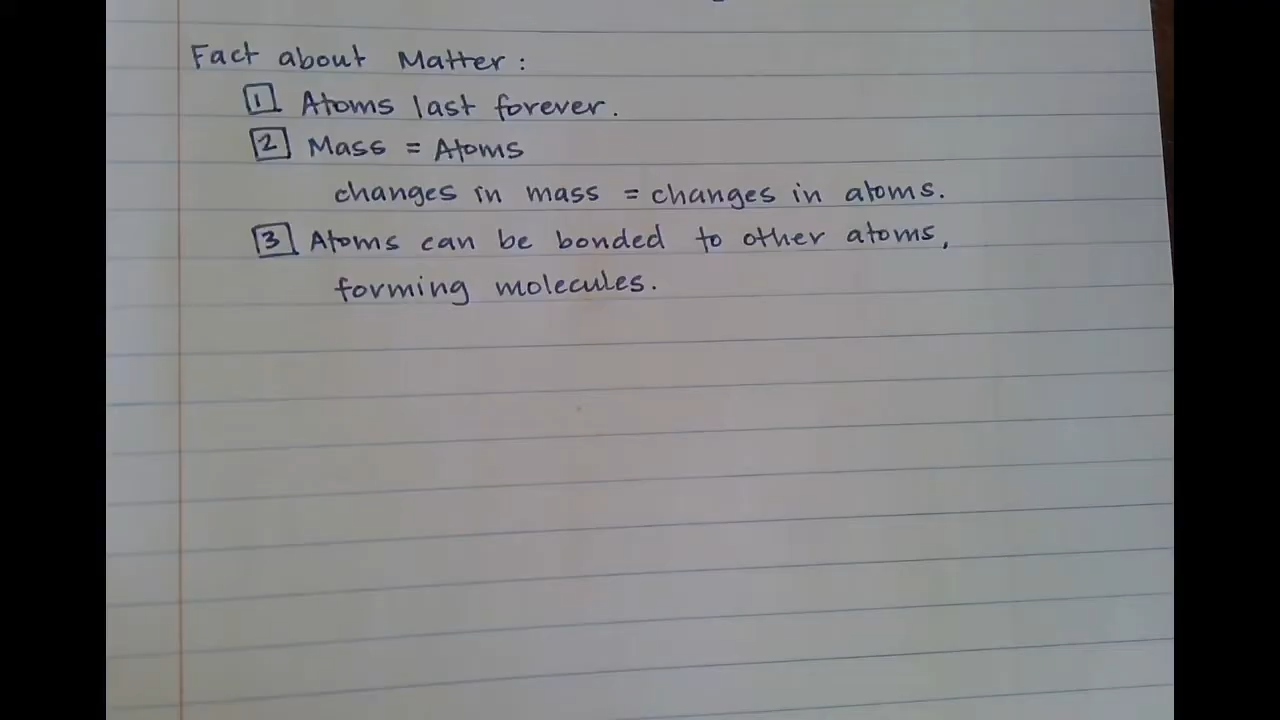 Fact about Matter:
1 Atoms last forever.
2 Mass = Atoms
changes in mass = changes in atoms.
3 Atoms can be bonded to other atoms,
forming molecules.